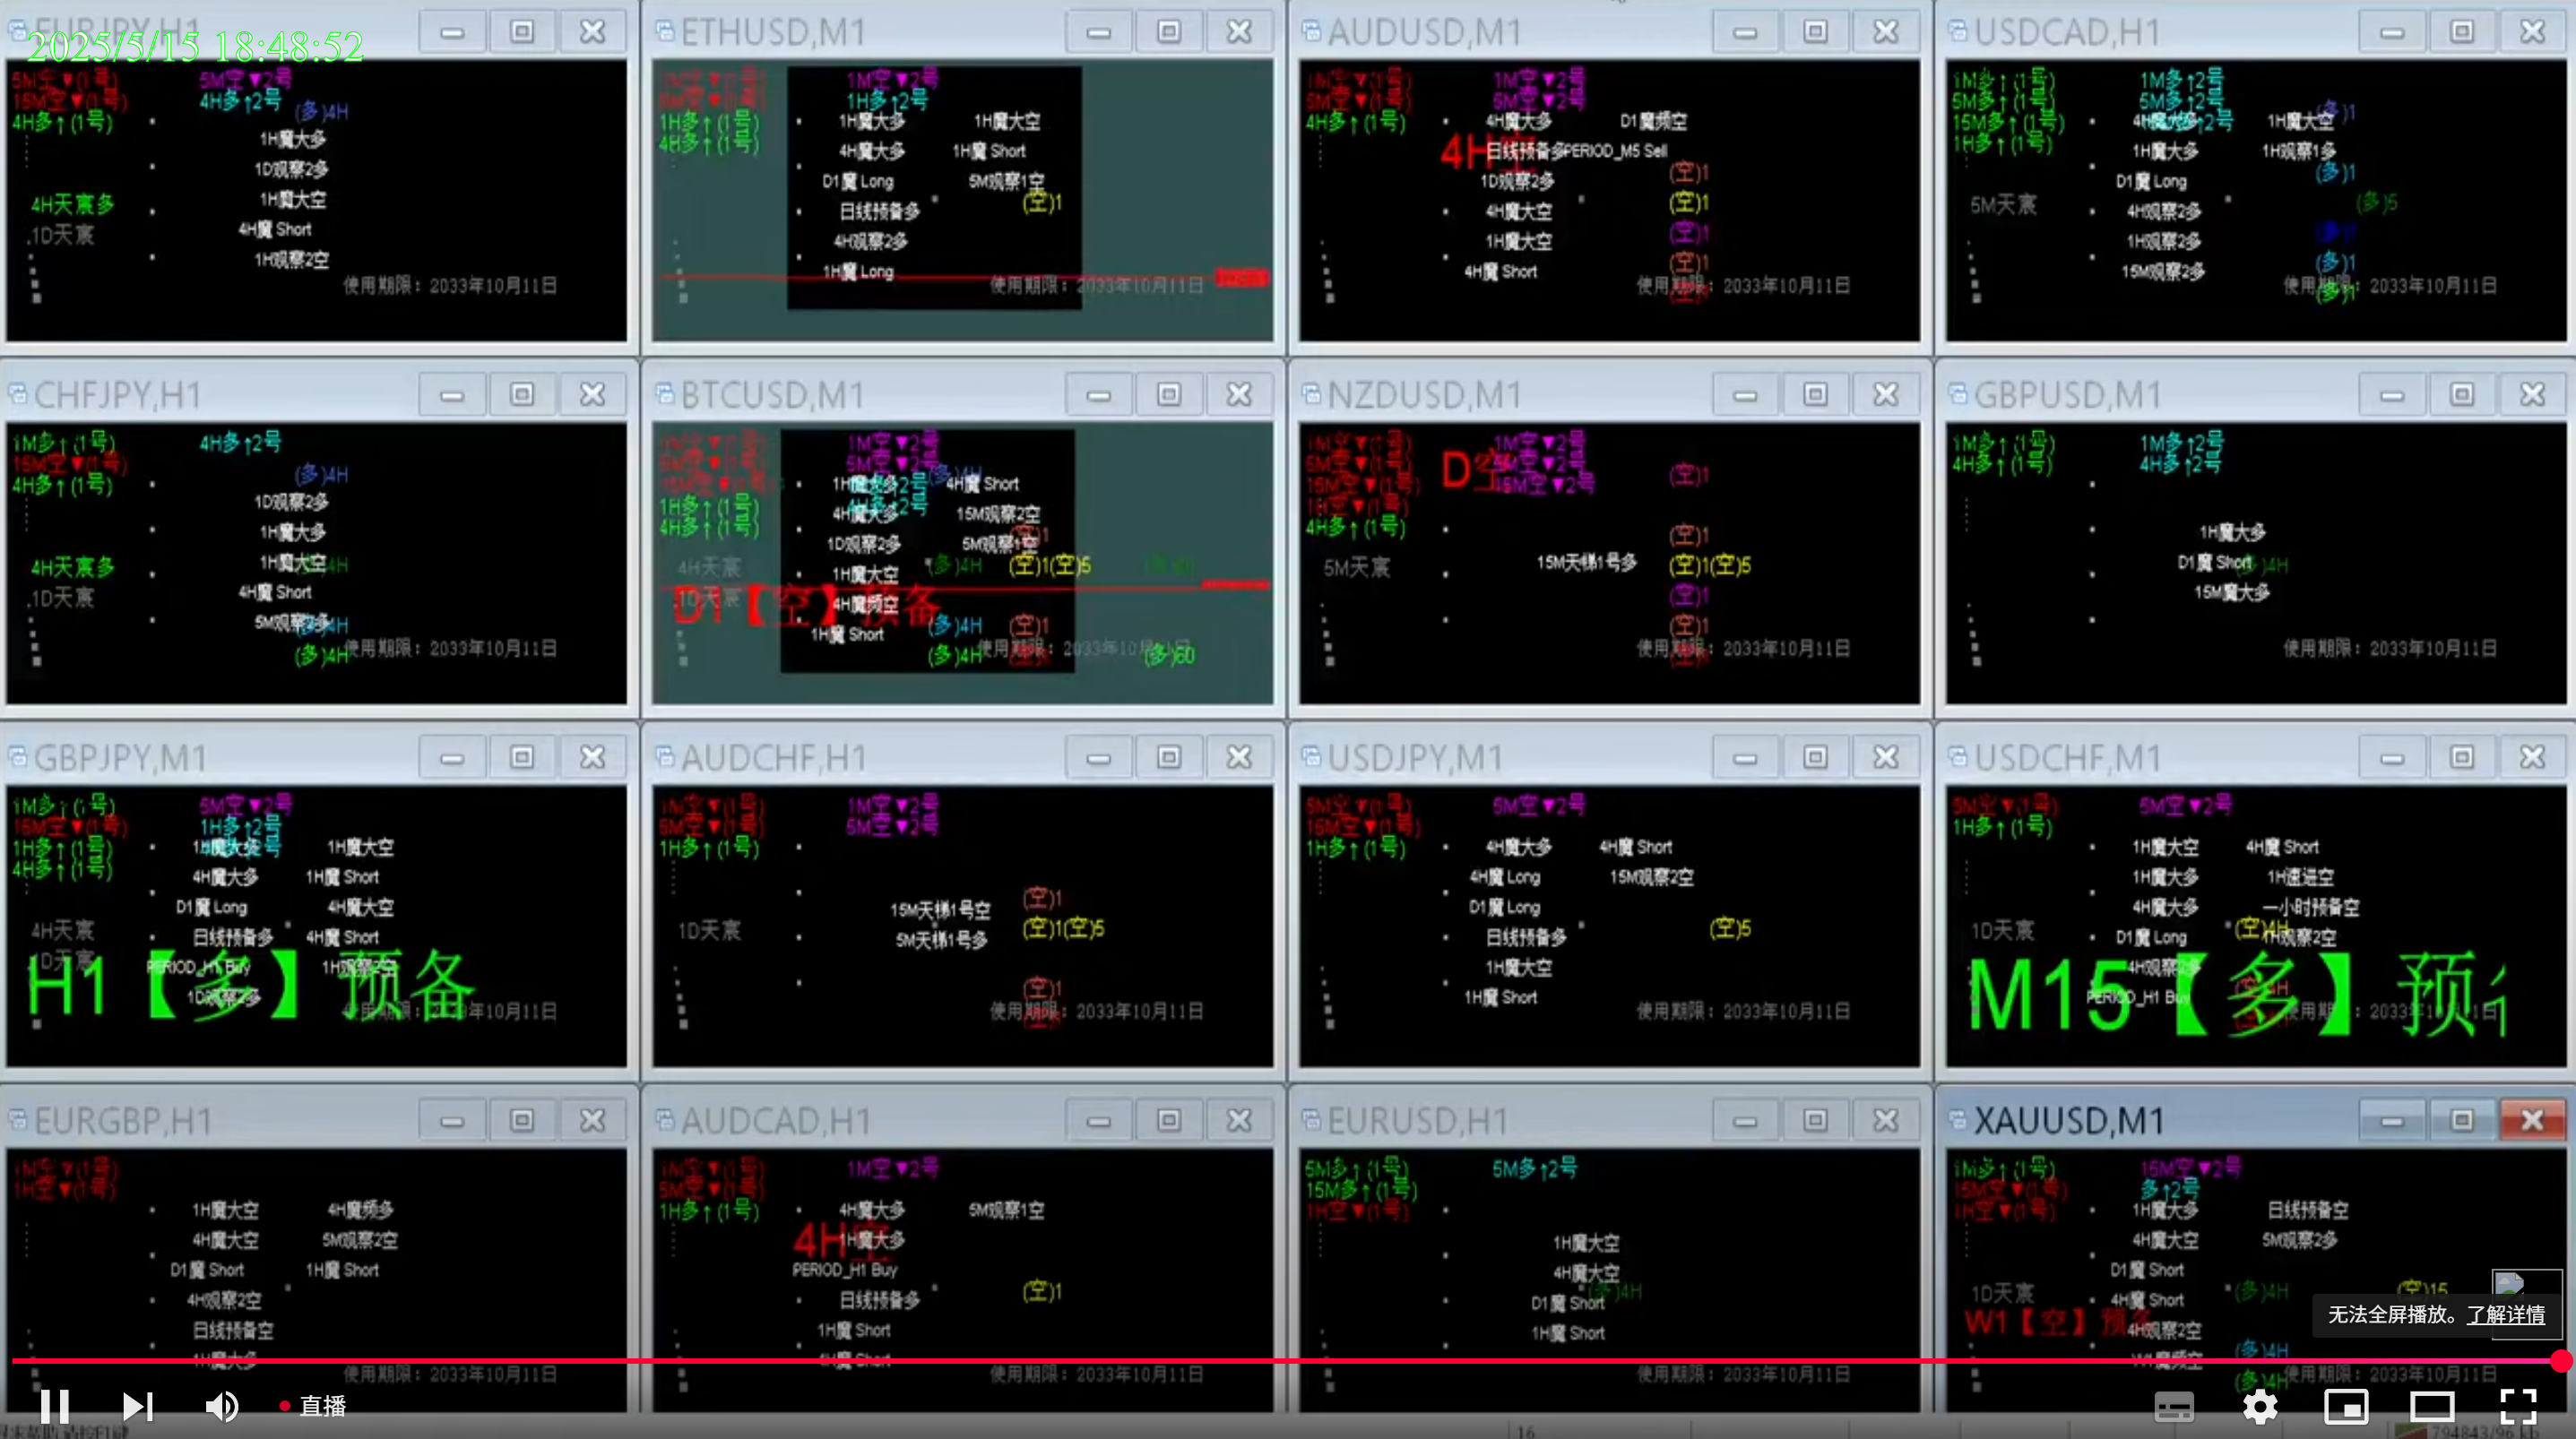 EURJPY,H1
2025/5/15 18:48:52
5M空▼(1号)
15M空▼(1号)
4H多↑(1号)
5M空▼2号
4H多↑2号
(多)4H
1H魔大多
1D观察2多
1H魔大空
4H魔 Short
1H观察2空
4H天宸多
1D天宸
使用期限：2033年10月11日
ETHUSD,M1
1H多↑(1号)
4H多↑(1号)
1M空▼2号
1H多↑2号
1H魔大多
4H魔大多
D1魔 Long
日线预备多
4H观察2多
1H魔 Long
1H魔大空
1H魔 Short
5M观察1空
(空)1
使用期限：2033年10月11日
AUDUSD,M1
1M空▼(1号)
5M空▼(1号)
4H多↑(1号)
1M空▼2号
5M空▼2号
4H空
4H魔大多
日线预备多
1D观察2多
4H魔大空
1H魔大空
4H魔 Short
D1魔频空
PERIOD_M5 Sell
(空)1
(空)1
(空)1
(空)1
使用期限：2033年10月11日
USDCAD,H1
1M多↑(1号)
5M多↑(1号)
15M多↑(1号)
1H多↑(1号)
1M多↑2号
5M多↑2号
4H魔大多
1H魔大多
D1魔 Long
4H观察2多
1H观察2多
15M观察2多
1H魔大空
1H观察1多
(多)1
(多)1
(多)5
(多)1
(多)1
5M天宸
使用期限：2033年10月11日
CHFJPY,H1
1M多↑(1号)
15M空▼(1号)
4H多↑(1号)
4H多↑2号
(多)4H
1D观察2多
1H魔大多
1H魔大空
4H魔 Short
5M观察2多
(多)4H
4H天宸多
1D天宸
使用期限：2033年10月11日
BTCUSD,M1
1H多↑(1号)
4H多↑(1号)
1M空▼2号
5M空▼2号
1H魔大多
4H魔大多
1D观察2多
1H魔大空
4H魔频空
1H魔 Short
4H魔 Short
15M观察2空
5M观察1空
(多)4H
(空)1(空)5
4H天宸
1D天宸
D1【空】预备
(多)4H
(空)1
(多)4H
(多)60
使用期限：2033年10月11日
NZDUSD,M1
1M空▼(1号)
5M空▼(1号)
15M空▼(1号)
1H空▼(1号)
4H多↑(1号)
1M空▼2号
5M空▼2号
15M空▼2号
D空
15M天梯1号多
(空)1
(空)1
(空)1(空)5
(空)1
(空)1
5M天宸
使用期限：2033年10月11日
GBPUSD,M1
1M多↑(1号)
4H多↑(1号)
1M多↑2号
4H多↑2号
1H魔大多
D1魔 Short
15M魔大多
使用期限：2033年10月11日
GBPJPY,M1
1M多↑(1号)
15M空▼(1号)
1H多↑(1号)
4H多↑(1号)
5M空▼2号
1H多↑2号
1H魔大多
4H魔大多
D1魔 Long
日线预备多
PERIOD_H1 Buy
1D观察2多
1H魔大空
1H魔 Short
4H魔大空
4H魔 Short
1H观察2空
4H天宸
1D天宸
H1【多】预备
使用期限：2033年10月11日
AUDCHF,H1
1M空▼(1号)
5M空▼(1号)
1H多↑(1号)
1M空▼2号
5M空▼2号
15M天梯1号空
5M天梯1号多
(空)1
(空)1(空)5
(空)1
1D天宸
使用期限：2033年10月11日
USDJPY,M1
5M空▼(1号)
15M空▼(1号)
1H多↑(1号)
5M空▼2号
4H魔大多
4H魔 Long
D1魔 Long
日线预备多
1H魔大空
1H魔 Short
4H魔 Short
15M观察2空
(空)5
使用期限：2033年10月11日
USDCHF,M1
5M空▼(1号)
1H多↑(1号)
5M空▼2号
1H魔大空
1H魔大多
4H魔大多
D1魔 Long
4H观察2多
PERIOD_H1 Buy
4H魔 Short
1H速进空
一小时预备空
1H观察2空
(空)4H
1D天宸
M15【多】预
使用期限：2033年10月11日
EURGBP,H1
1M空▼(1号)
1H空▼(1号)
1H魔大空
4H魔大空
D1魔 Short
4H观察2空
日线预备空
1H魔大多
4H魔频多
5M观察2空
1H魔 Short
使用期限：2033年10月11日
AUDCAD,H1
1M空▼(1号)
5M空▼(1号)
1H多↑(1号)
1M空▼2号
4H空
4H魔大多
1H魔大多
PERIOD_H1 Buy
日线预备多
1H魔 Short
4H魔 Short
5M观察1空
(空)1
使用期限：2033年10月11日
EURUSD,H1
5M多↑(1号)
15M多↑(1号)
1H空▼(1号)
5M多↑2号
1H魔大空
4H魔大空
D1魔 Short
1H魔 Short
(多)4H
使用期限：2033年10月11日
XAUUSD,M1
1M多↑(1号)
15M空▼(1号)
1H空▼(1号)
15M空▼2号
多↑2号
1H魔大多
4H魔大空
D1魔 Short
4H魔 Short
4H观察2空
日线预备空
5M观察2多
(多)4H
(空)15
1D天宸
W1【空】预备
(多)4H
(多)4H
使用期限：2033年10月11日
无法全屏播放。了解详情
直播
16
794843/96 kb